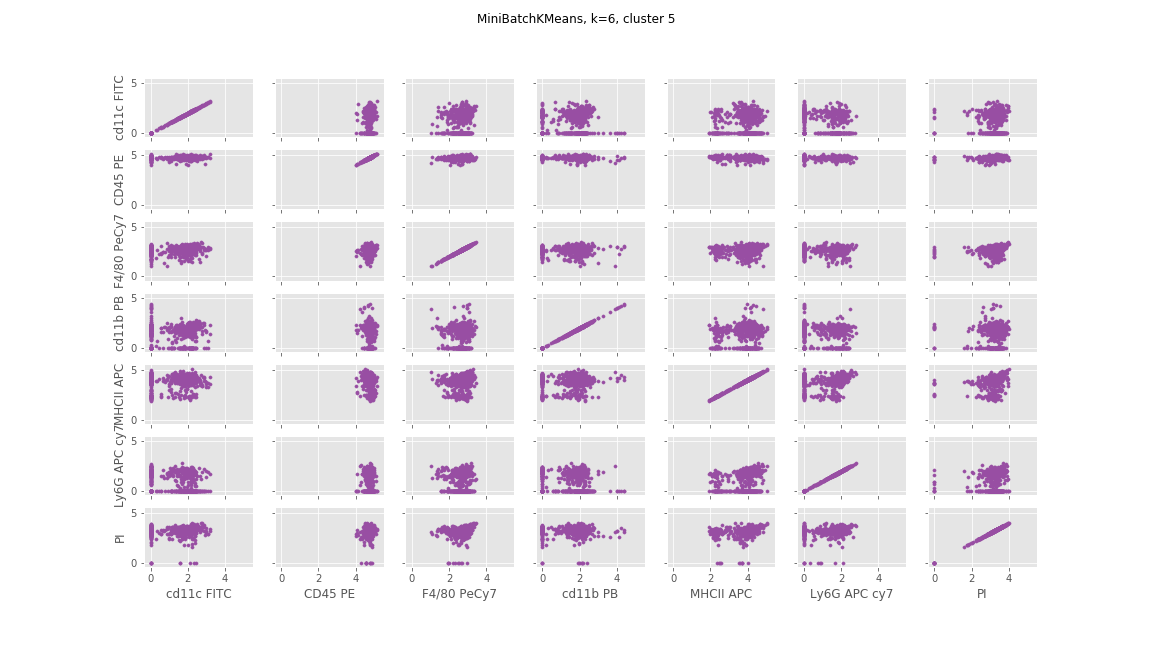 MiniBatchKMeans, k=6, cluster 5
cd11c FITC
5
0
CD45 PE
5
0
F4/80 PeCy7
5
0
cd11b PB
5
0
MHCII APC
5
0
Ly6G APC cy7
5
0
PI
5
0
0 2 4 0 2 4 0 2 4 0 2 4 0 2 4 0 2 4 0 2 4
cd11c FITC CD45 PE F4/80 PeCy7 cd11b PB MHCII APC Ly6G APC cy7 PI